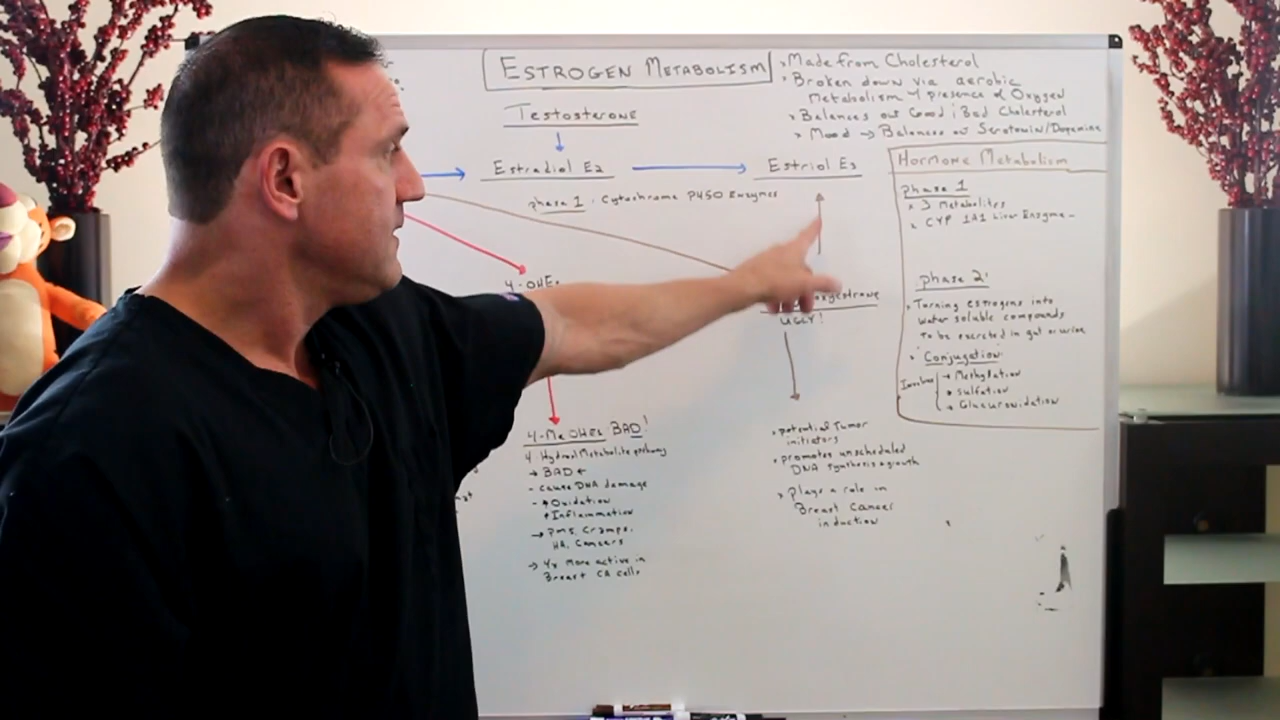 ESTROGEN METABOLISM
Made from Cholesterol
Broken down via aerobic
Metabolism / presence of Oxygen
Balances out Good / Bad Cholesterol
Mood → Balances w/ Serotonin/Dopamine
Testosterone
Estradiol E2
Estriol E3
phase 1 : Cytochrome P450 Enzymes
Hormone Metabolism
phase 1
3 Metabolites
CYP 1A1 Liver Enzyme
phase 2
Turning estrogens into
water soluble compounds
to be excreted in gut or urine
"Conjugation"
Involves → Methylation
→ sulfation
→ Glucuronidation
4-OHE
UGLY!
4-MeOHE1 BAD!
4 Hydroxl Metabolite pathway
→ BAD ←
- cause DNA damage
- ↑ Oxidation
↑ Inflammation
→ PMS, Cramps,
HA, Cancers
→ 4x More active in
Breast CA cells
potential Tumor
initiators
promotes unscheduled
DNA synthesis & growth
plays a role in
Breast Cancer
induction